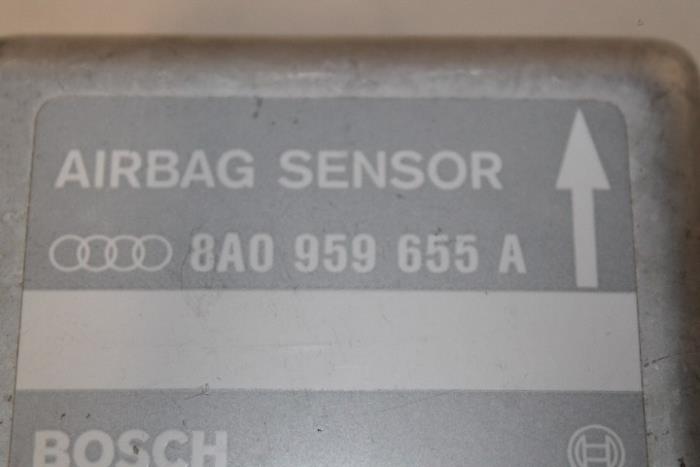 AIRBAG SENSOR
8A0 959 655 A
BOSCH